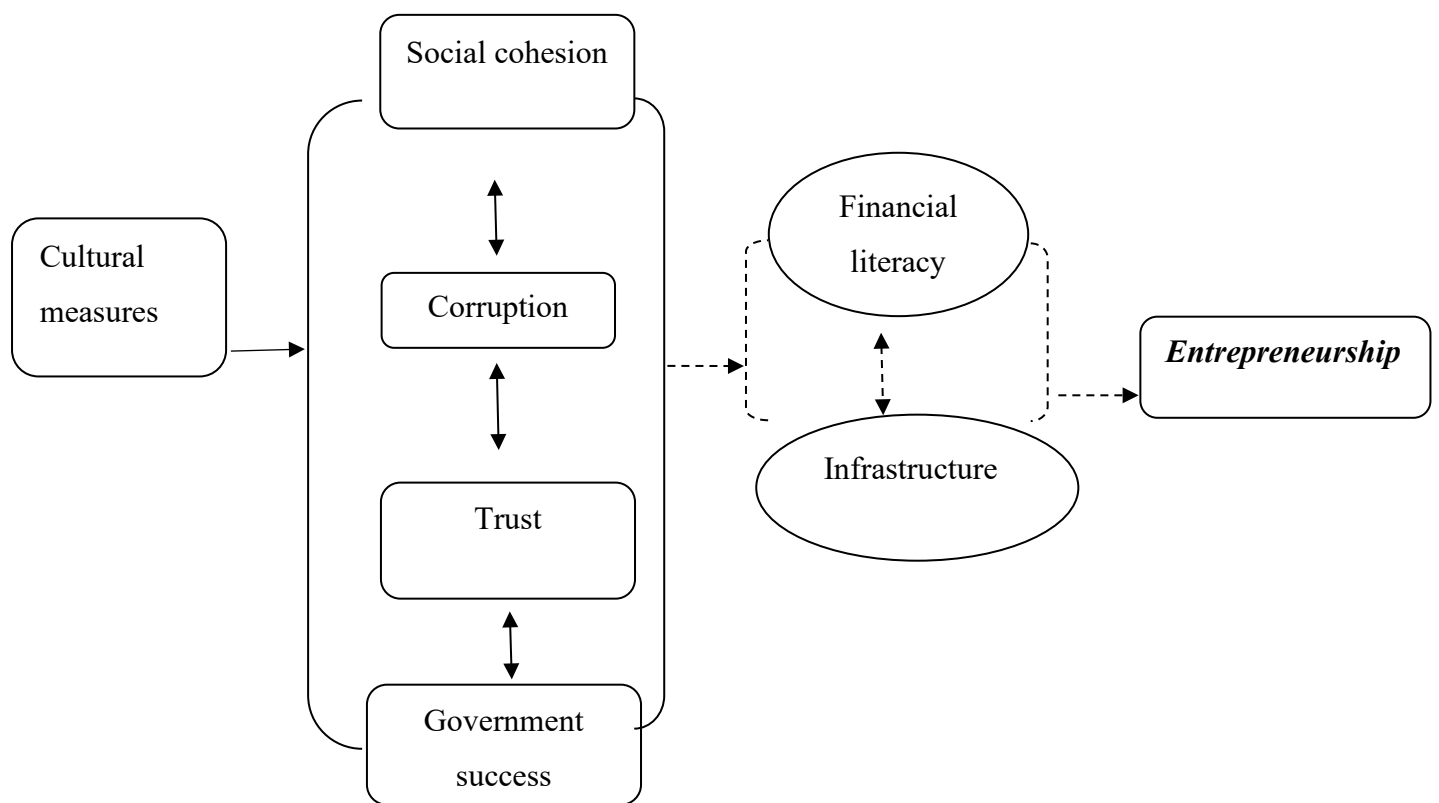 Social cohesion
Cultural
measures
Corruption
Trust
Government
success
Financial
literacy
Infrastructure
Entrepreneurship